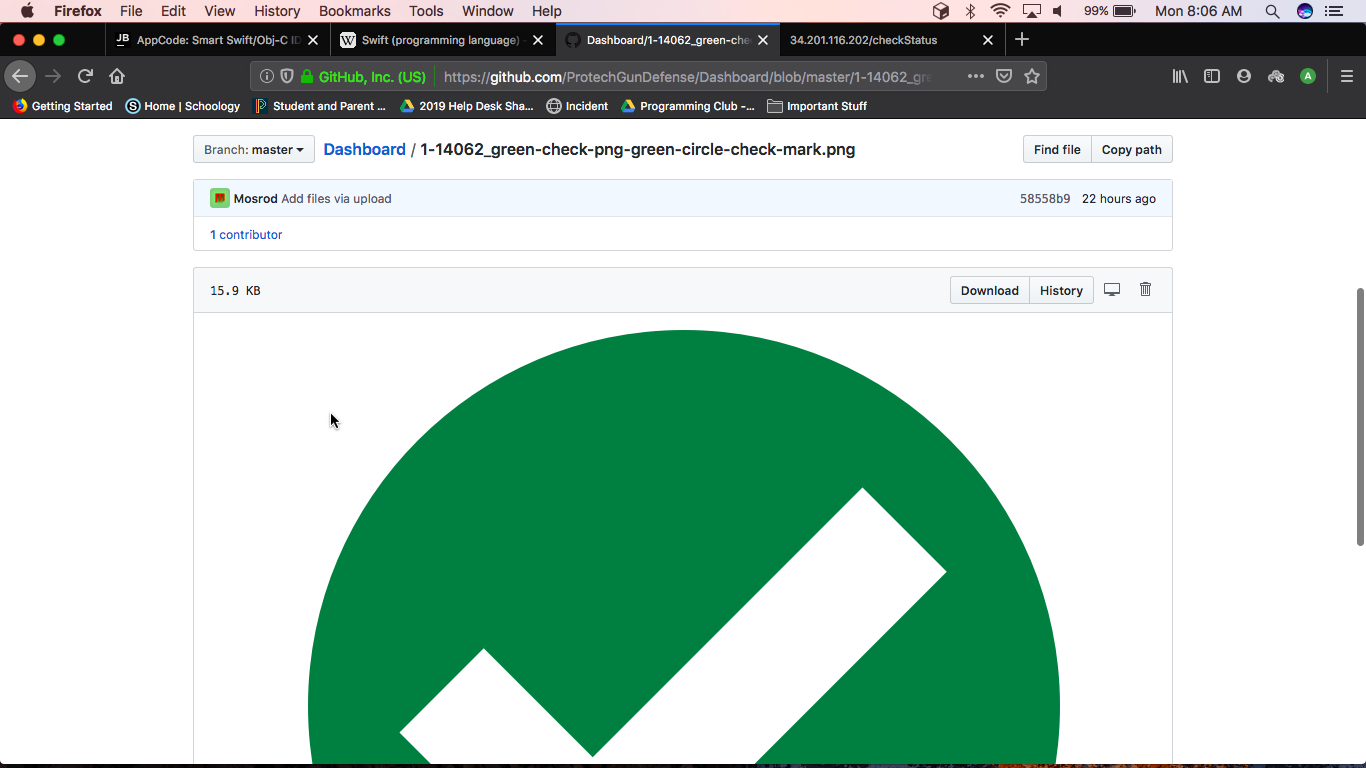 Firefox File Edit View History Bookmarks Tools Window Help 99% Mon 8:06 AM
JB AppCode: Smart Swift/Obj-C ID W Swift (programming language) - Dashboard/1-14062_green-che 34.201.116.202/checkStatus
GitHub, Inc. (US) https://github.com/ProtechGunDefense/Dashboard/blob/master/1-14062_gre A
Getting Started S Home | Schoology Student and Parent ... 2019 Help Desk Sha... Incident Programming Club -... Important Stuff
Branch: master Dashboard / 1-14062_green-check-png-green-circle-check-mark.png Find file Copy path
Mosrod Add files via upload 58558b9 22 hours ago
1 contributor
15.9 KB Download History